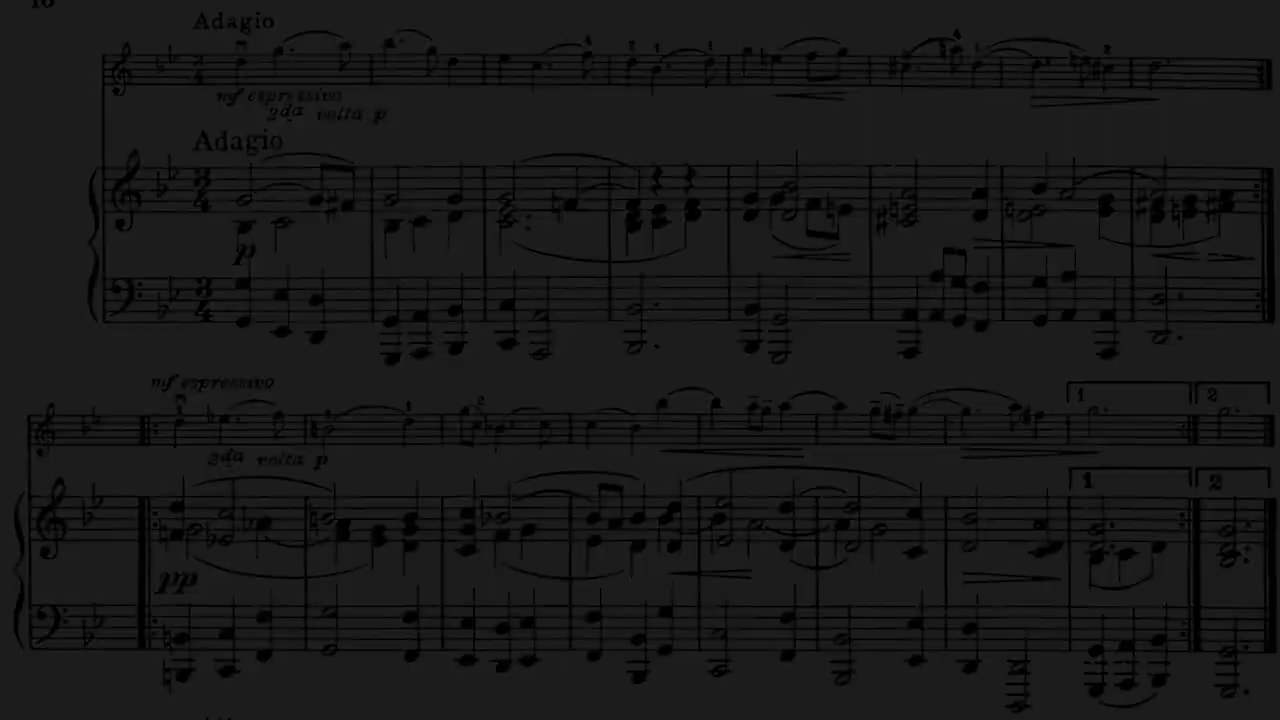 Adagio
mf espressivo
2da volta p
Adagio
p
mf espressivo
2da volta p
1 2
1 2
pp